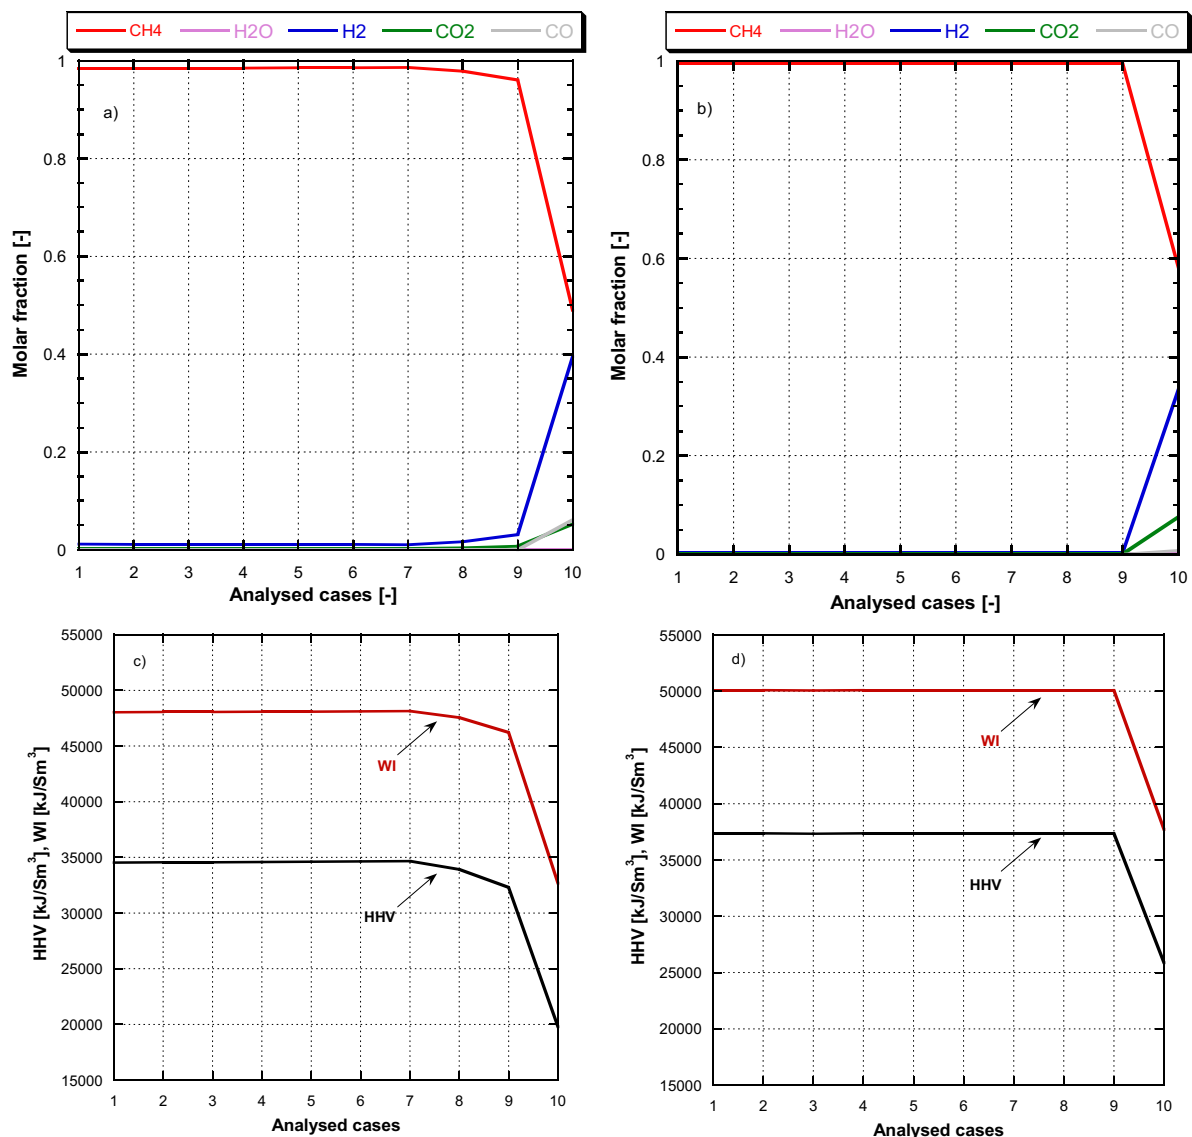 CH4 H2O H2 CO2 CO
a)
Molar fraction [-]
1
0.8
0.6
0.4
0.2
0
1 2 3 4 5 6 7 8 9 10
Analysed cases [-]
CH4 H2O H2 CO2 CO
b)
Molar fraction [-]
1
0.8
0.6
0.4
0.2
0
1 2 3 4 5 6 7 8 9 10
Analysed cases [-]
c)
HHV [kJ/Sm³], WI [kJ/Sm³]
55000
50000
45000
40000
35000
30000
25000
20000
15000
WI
HHV
1 2 3 4 5 6 7 8 9 10
Analysed cases
d)
HHV [kJ/Sm³], WI [kJ/Sm³]
55000
50000
45000
40000
35000
30000
25000
20000
15000
WI
HHV
1 2 3 4 5 6 7 8 9 10
Analysed cases